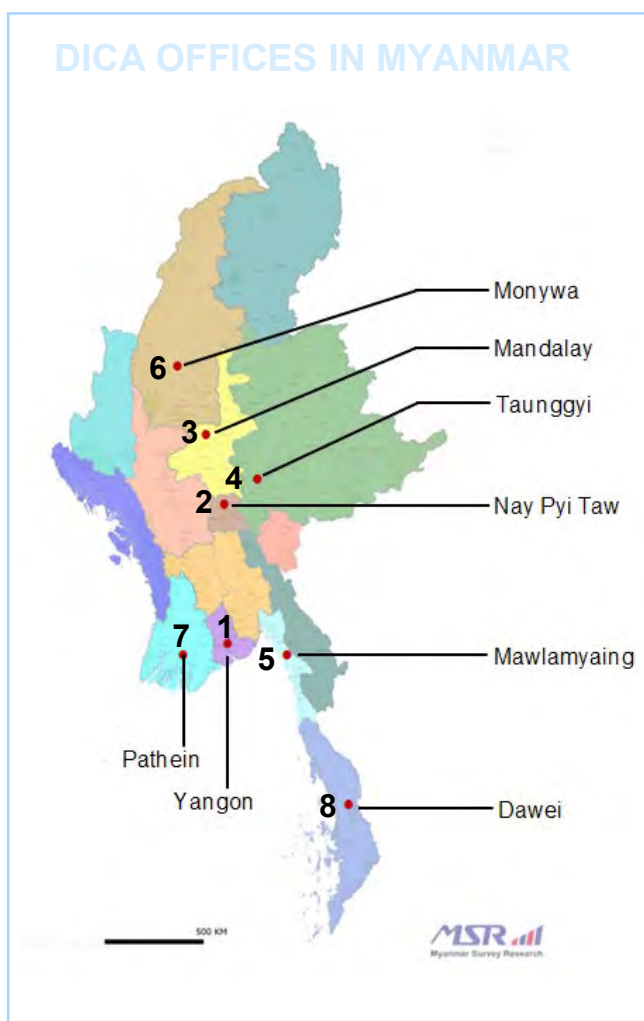 DICA OFFICES IN MYANMAR
Monywa
6
Mandalay
3
Taunggyi
4
2
Nay Pyi Taw
7
1
5
Mawlamyaing
Pathein
Yangon
8
Dawei
500 KM
MSR
Myanmar Survey Research